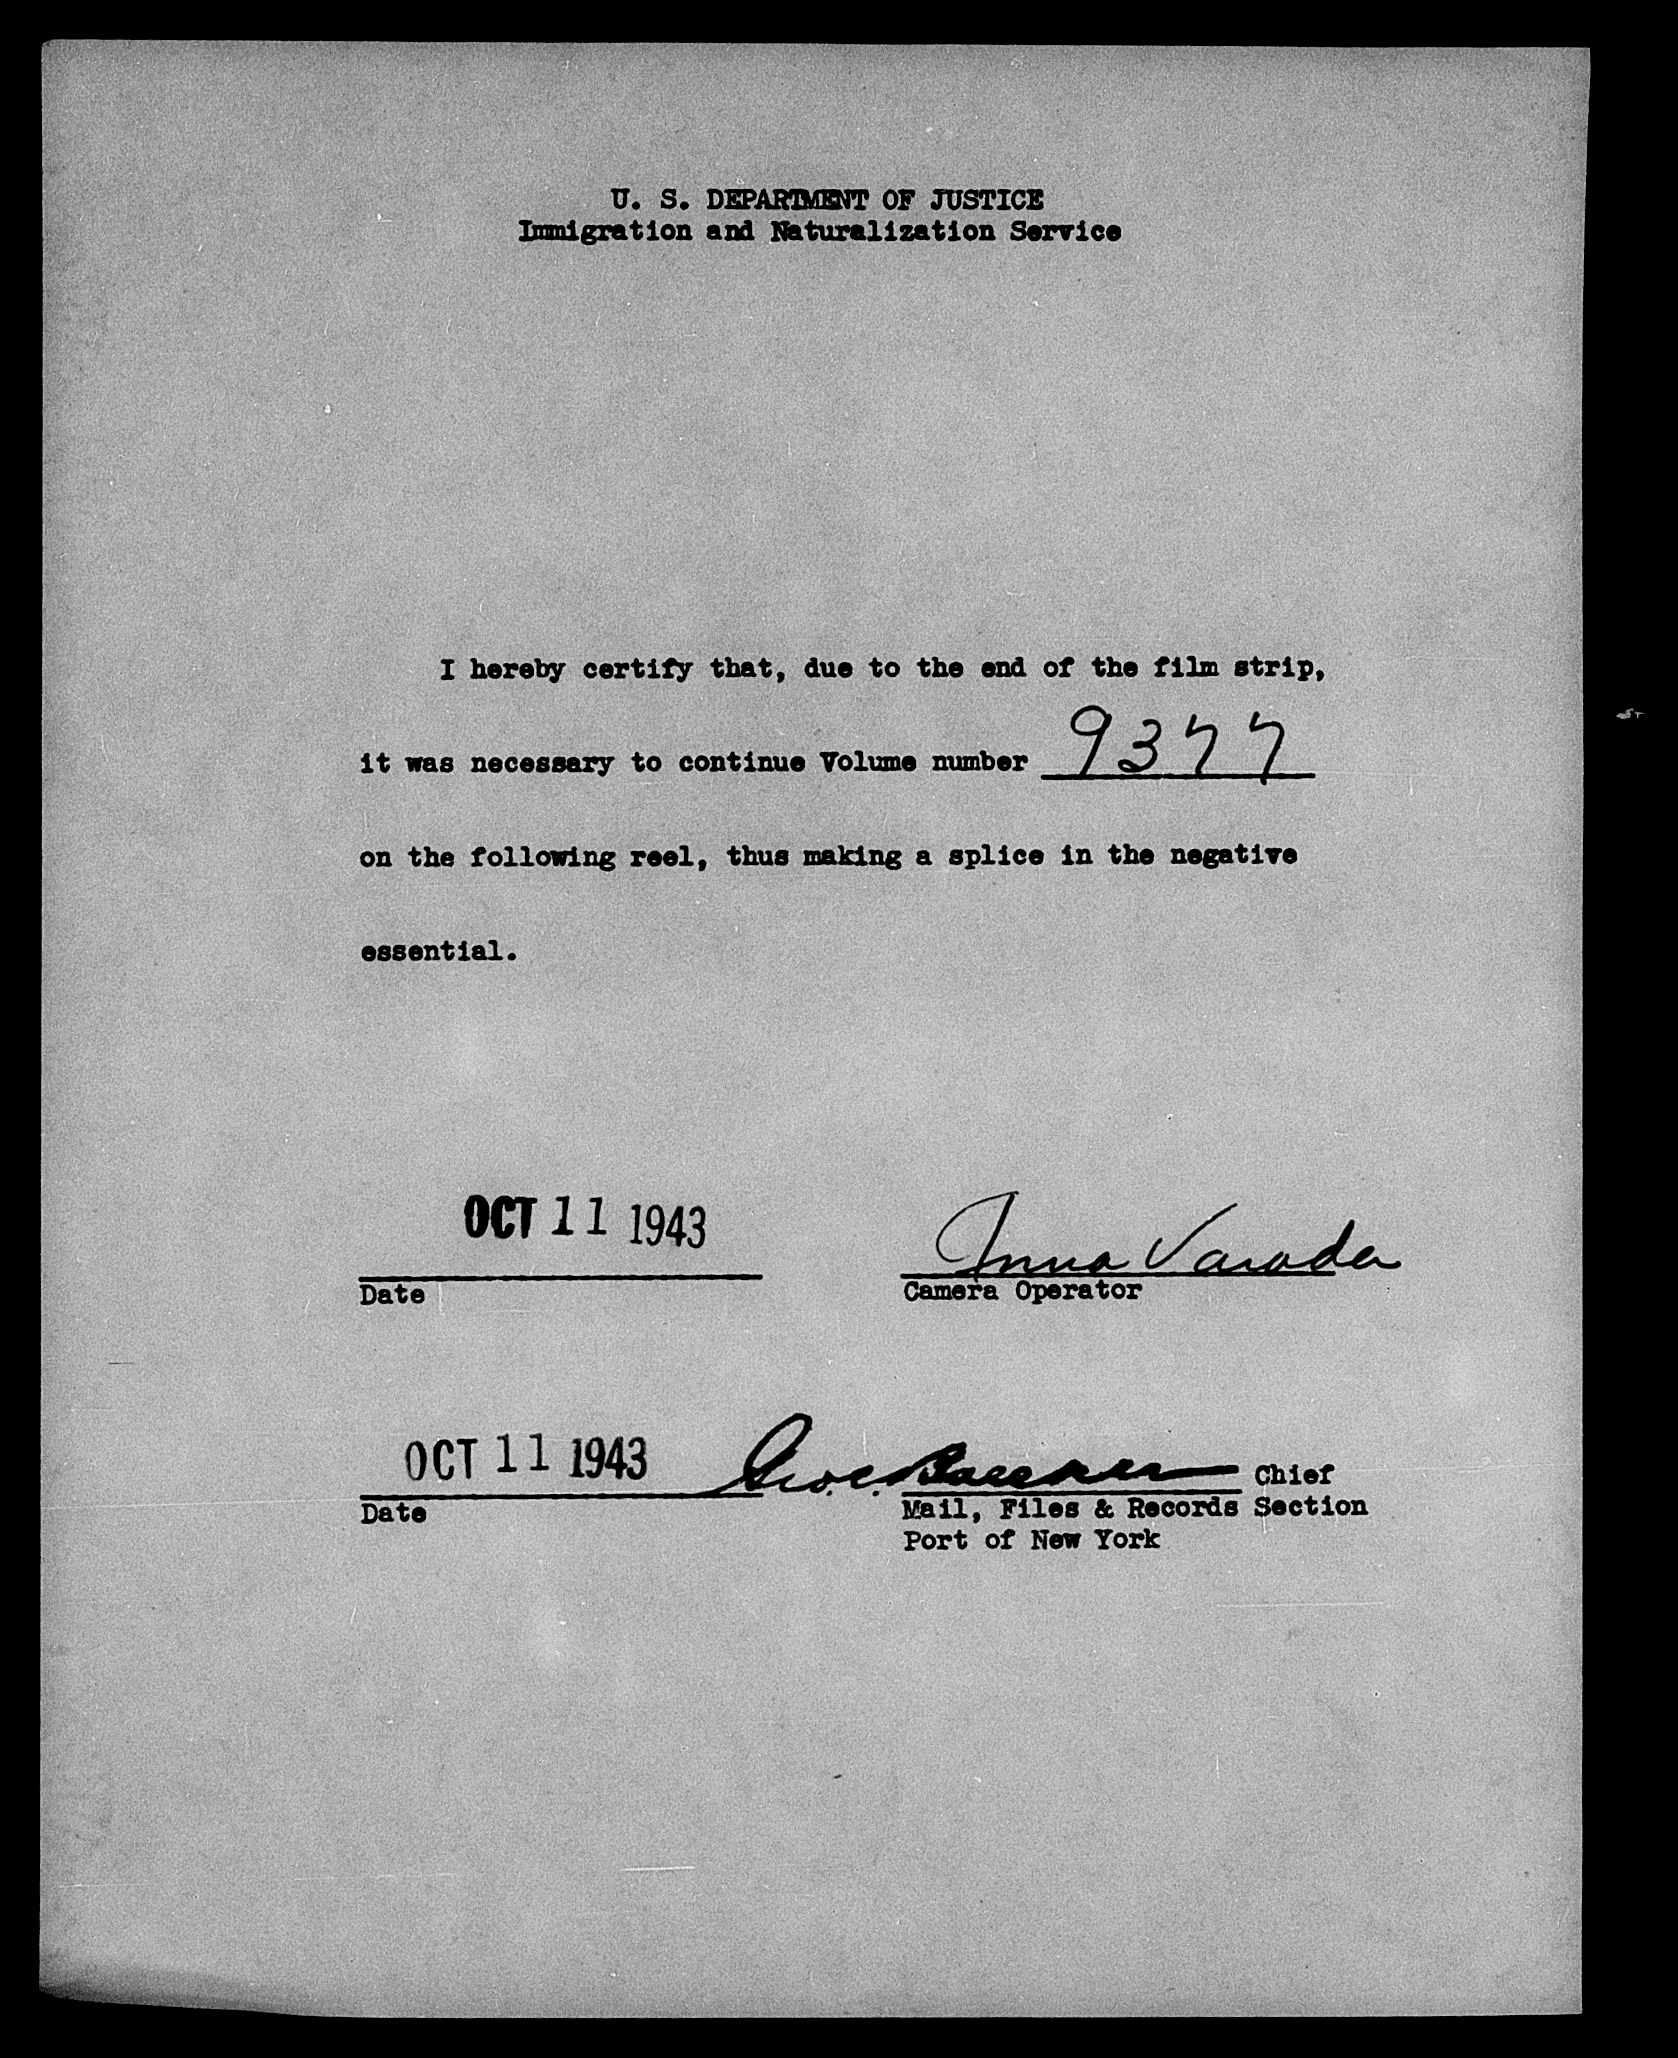 U. S. DEPARTMENT OF JUSTICE
Immigration and Naturalization Service
I hereby certify that, due to the end of the film strip,
it was necessary to continue Volume number 9377
on the following reel, thus making a splice in the negative
essential.
OCT 11 1943
Date
Camera Operator
OCT 11 1943 Geo. C. Chief
Date
Mail, Files & Records Section
Port of New York